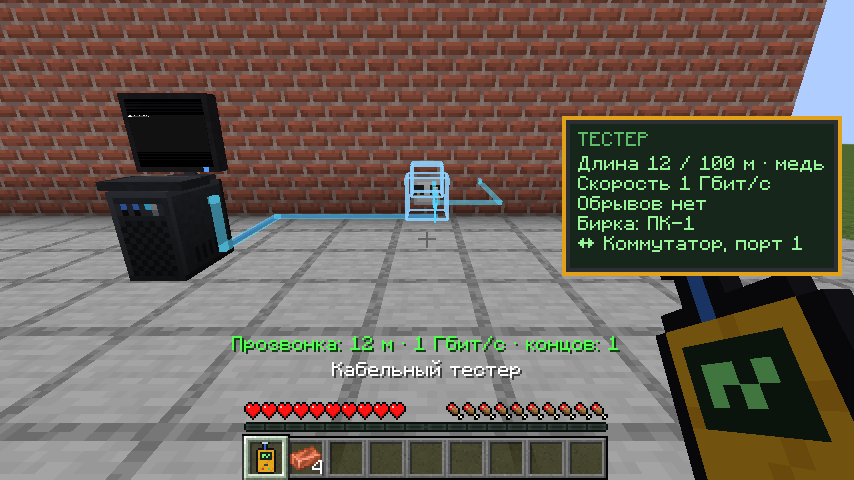 ТЕСТЕР
Длина 12 / 100 м · медь
Скорость 1 Гбит/с
Обрывов нет
Бирка: ПК-1
⬌ Коммутатор, порт 1
Прозвонка: 12 м · 1 Гбит/с · концов: 1
Кабельный тестер
4